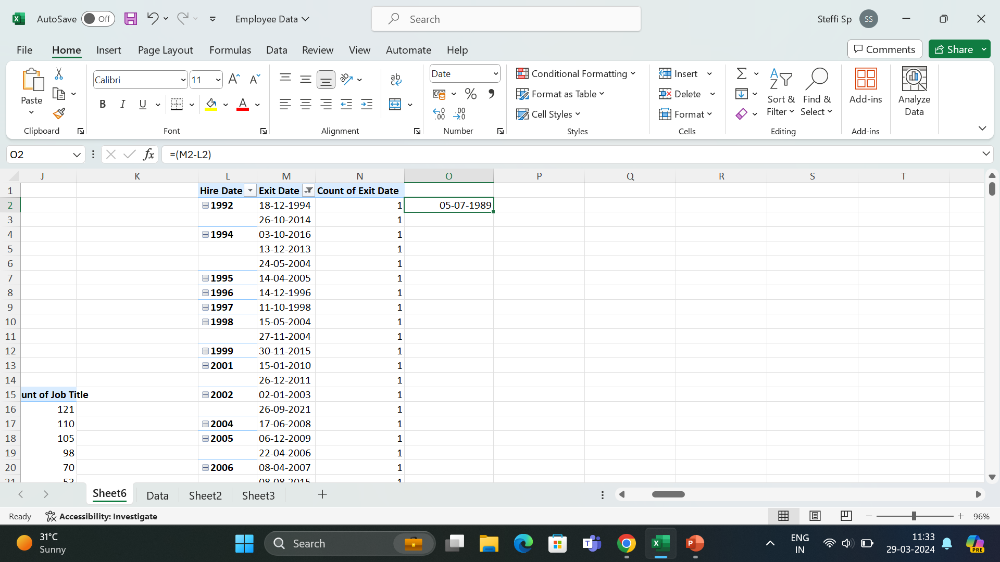 AutoSave Off Employee Data Search Steffi Sp SS
File Home Insert Page Layout Formulas Data Review View Automate Help Comments Share
Paste
Clipboard
Calibri 11
B I U A
Font
ab
Alignment
Date
% ,
Number
Conditional Formatting
Format as Table
Cell Styles
Styles
Insert
Delete
Format
Cells
Sort &
Filter
Find &
Select
Editing
Add-ins
Add-ins
Analyze
Data
O2 fx =(M2-L2)
J K L M N O P Q R S T
1 Hire Date Exit Date Count of Exit Date
2 1992 18-12-1994 1 05-07-1989
3 26-10-2014 1
4 1994 03-10-2016 1
5 13-12-2013 1
6 24-05-2004 1
7 1995 14-04-2005 1
8 1996 14-12-1996 1
9 1997 11-10-1998 1
10 1998 15-05-2004 1
11 27-11-2004 1
12 1999 30-11-2015 1
13 2001 15-01-2010 1
14 26-12-2011 1
15 unt of Job Title 2002 02-01-2003 1
16 121 26-09-2021 1
17 110 2004 17-06-2008 1
18 105 2005 06-12-2009 1
19 98 22-04-2006 1
20 70 2006 08-04-2007 1
21 53 08-08-2015 1
Sheet6 Data Sheet2 Sheet3
Ready Accessibility: Investigate 96%
31°C
Sunny
Search
ENG
IN
11:33
29-03-2024
PRE